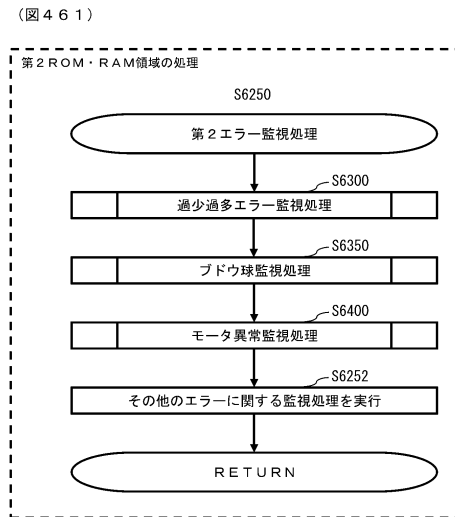 (図461)
第2ROM・RAM領域の処理
S6250
第2エラー監視処理
S6300
過少過多エラー監視処理
S6350
ブドウ球監視処理
S6400
モータ異常監視処理
S6252
その他のエラーに関する監視処理を実行
RETURN